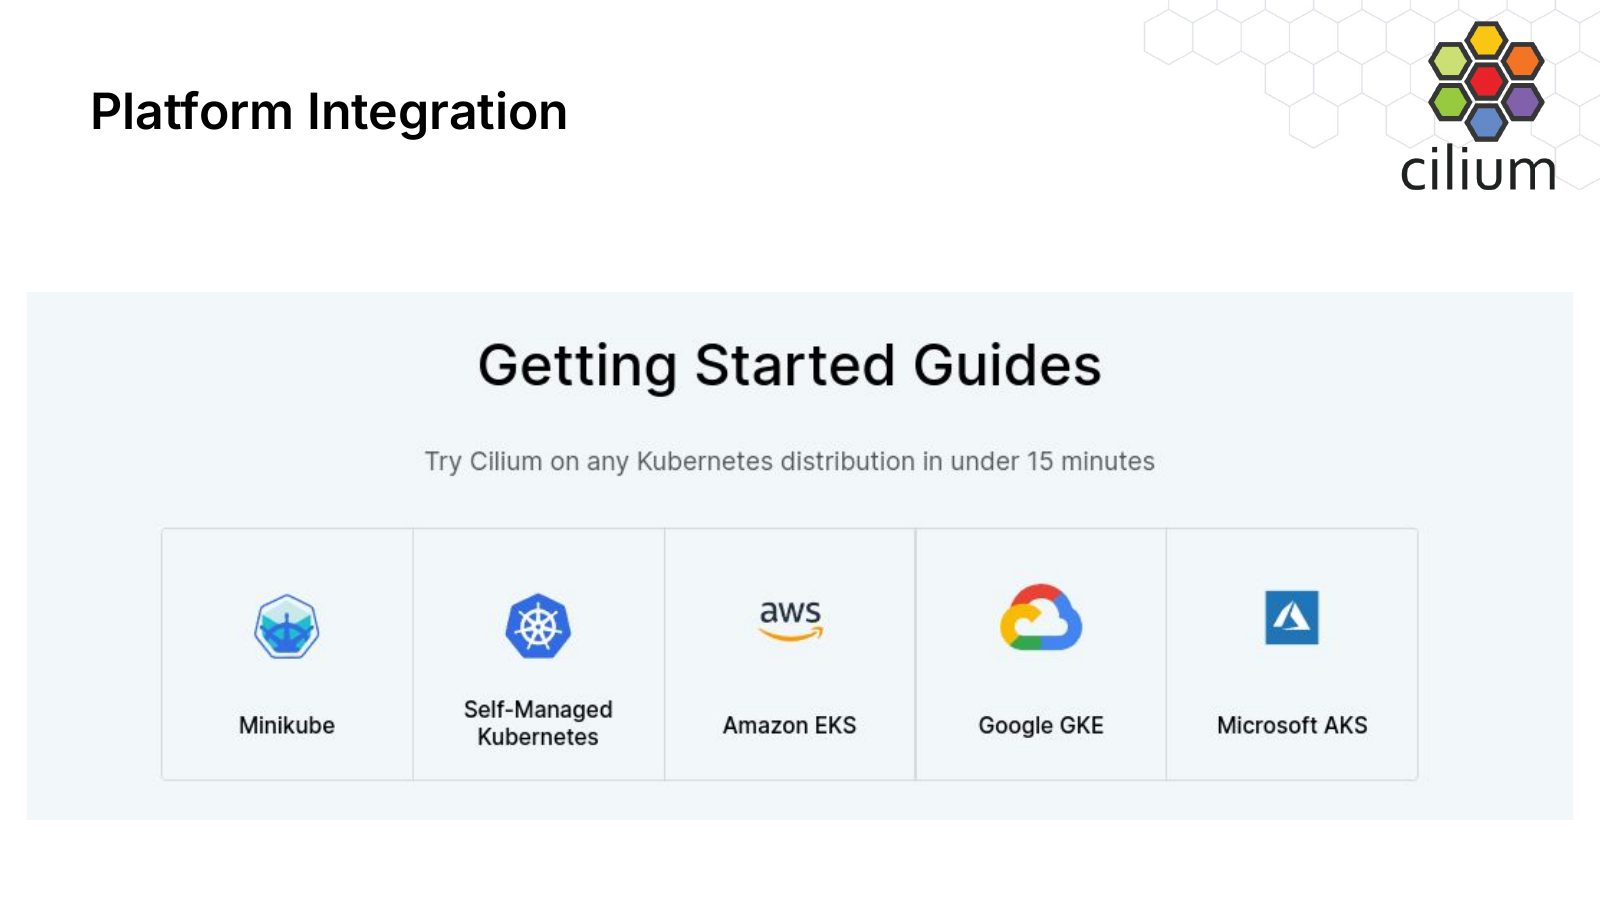 Platform Integration
cilium
Getting Started Guides
Try Cilium on any Kubernetes distribution in under 15 minutes
aws
Minikube
Self-Managed
Kubernetes
Amazon EKS
Google GKE
Microsoft AKS